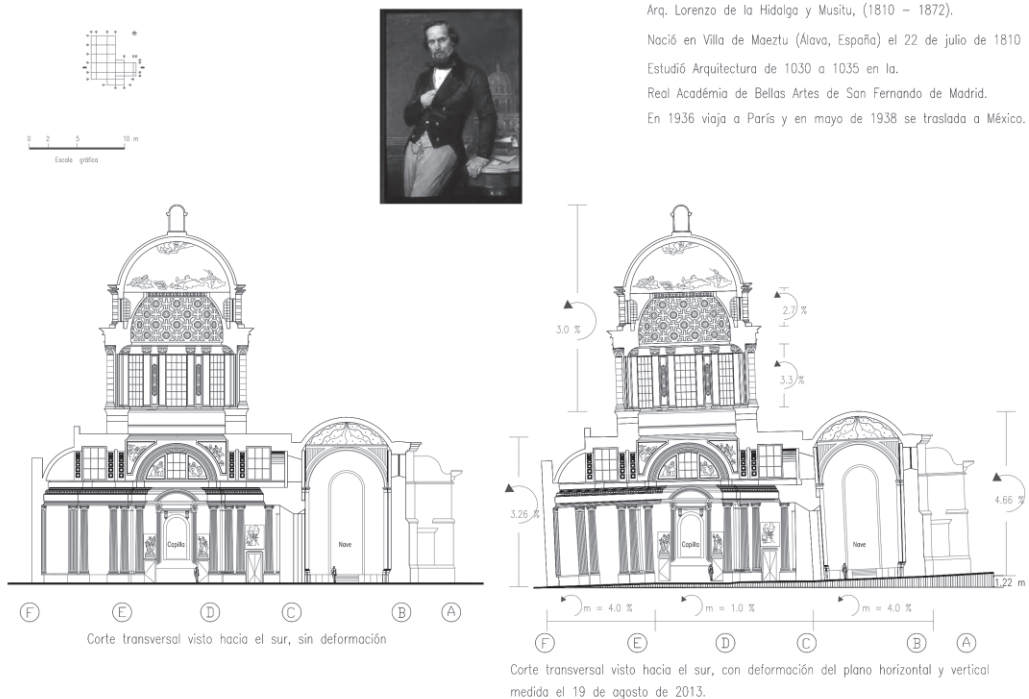 Arq. Lorenzo de la Hidalga y Musitu, (1810 – 1872).
Nació en Villa de Maeztu (Álava, España) el 22 de julio de 1810
Estudió Arquitectura de 1030 a 1035 en la.
Real Académia de Bellas Artes de San Fernando de Madrid.
En 1936 viaja a París y en mayo de 1938 se traslada a México.
0 2 5 10 m
Escala gráfica
3.26 %
Capilla
Nave
F E D C B A
Corte transversal visto hacia el sur, sin deformación
3.0 %
2.7 %
3.3 %
4.66 %
Capilla
Nave
1.22 m
m = 4.0 % m = 1.0 % m = 4.0 %
F E D C B A
Corte transversal visto hacia el sur, con deformación del plano horizontal y vertical
medida el 19 de agosto de 2013.